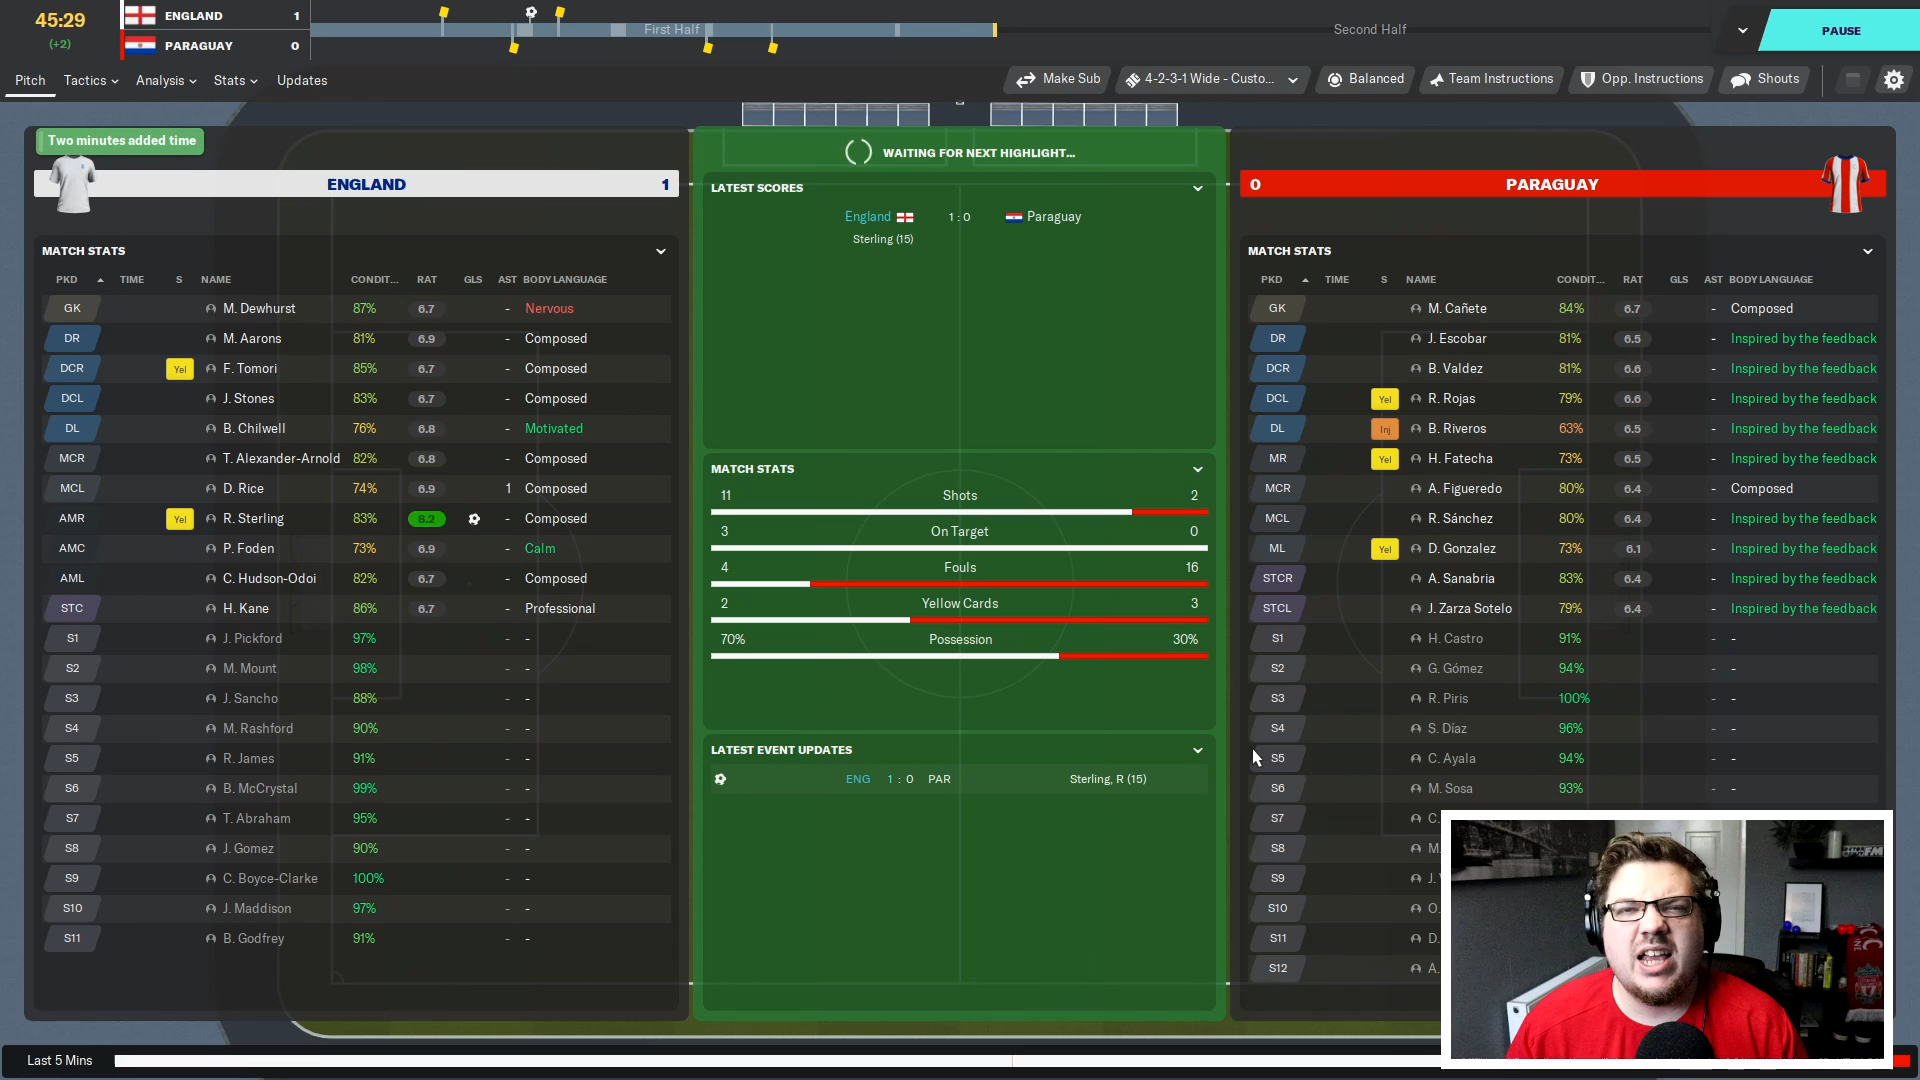 45:29
(+2)
ENGLAND 1
PARAGUAY 0
First Half
Second Half
PAUSE
Pitch
Tactics
Analysis
Stats
Updates
Make Sub
4-2-3-1 Wide - Custo...
Balanced
Team Instructions
Opp. Instructions
Shouts
Two minutes added time
ENGLAND 1
MATCH STATS
PKD TIME S NAME CONDIT... RAT GLS AST BODY LANGUAGE
GK M. Dewhurst 87% 6.7 - Nervous
DR M. Aarons 81% 6.9 - Composed
DCR Yel F. Tomori 85% 6.7 - Composed
DCL J. Stones 83% 6.7 - Composed
DL B. Chilwell 76% 6.8 - Motivated
MCR T. Alexander-Arnold 82% 6.8 - Composed
MCL D. Rice 74% 6.9 1 Composed
AMR Yel R. Sterling 83% 8.2 - Composed
AMC P. Foden 73% 6.9 - Calm
AML C. Hudson-Odoi 82% 6.7 - Composed
STC H. Kane 86% 6.7 - Professional
S1 J. Pickford 97% - -
S2 M. Mount 98% - -
S3 J. Sancho 88% - -
S4 M. Rashford 90% - -
S5 R. James 91% - -
S6 B. McCrystal 99% - -
S7 T. Abraham 95% - -
S8 J. Gomez 90% - -
S9 C. Boyce-Clarke 100% - -
S10 J. Maddison 97% - -
S11 B. Godfrey 91% - -
WAITING FOR NEXT HIGHLIGHT...
LATEST SCORES
England 1 : 0 Paraguay
Sterling (15)
MATCH STATS
11 Shots 2
3 On Target 0
4 Fouls 16
2 Yellow Cards 3
70% Possession 30%
LATEST EVENT UPDATES
ENG 1 : 0 PAR Sterling, R (15)
0 PARAGUAY
MATCH STATS
PKD TIME S NAME CONDIT... RAT GLS AST BODY LANGUAGE
GK M. Cañete 84% 6.7 - Composed
DR J. Escobar 81% 6.5 - Inspired by the feedback
DCR B. Valdez 81% 6.6 - Inspired by the feedback
DCL Yel R. Rojas 79% 6.6 - Inspired by the feedback
DL Inj B. Riveros 63% 6.5 - Inspired by the feedback
MR Yel H. Fatecha 73% 6.5 - Inspired by the feedback
MCR A. Figueredo 80% 6.4 - Composed
MCL R. Sánchez 80% 6.4 - Inspired by the feedback
ML Yel D. Gonzalez 73% 6.1 - Inspired by the feedback
STCR A. Sanabria 83% 6.4 - Inspired by the feedback
STCL J. Zarza Sotelo 79% 6.4 - Inspired by the feedback
S1 H. Castro 91% - -
S2 G. Gómez 94% - -
S3 R. Piris 100% - -
S4 S. Díaz 96% - -
S5 C. Ayala 94% - -
S6 M. Sosa 93% - -
S7 C.
S8 M.
S9 J.
S10 O.
S11 D.
S12 A.
Last 5 Mins